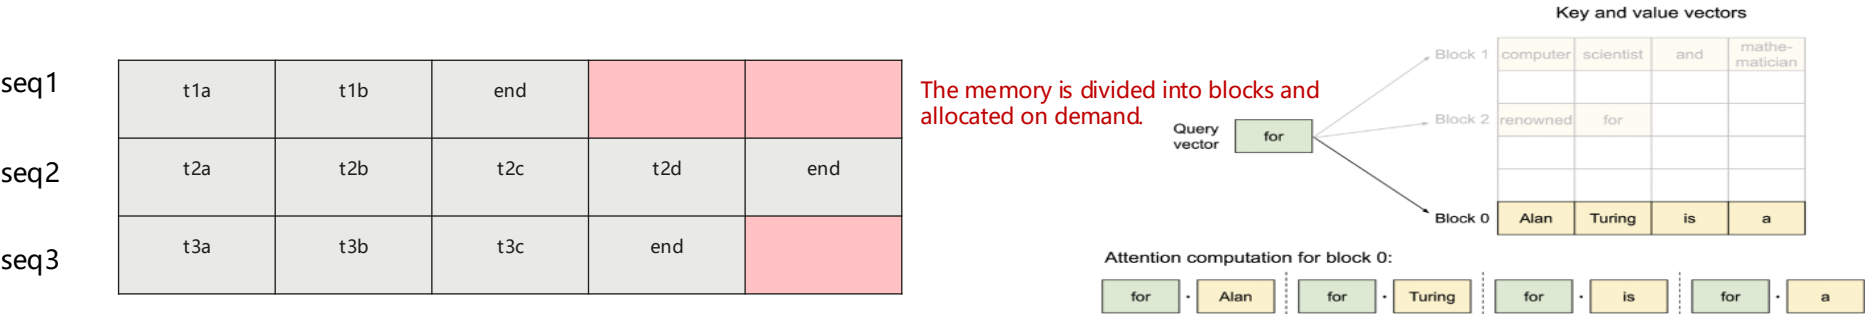 seq1
t1a
t1b
end
seq2
t2a
t2b
t2c
t2d
end
seq3
t3a
t3b
t3c
end
The memory is divided into blocks and
allocated on demand.
Key and value vectors
Query
vector
for
Block 1
computer
scientist
and
mathe-
matician
Block 2
renowned
for
Block 0
Alan
Turing
is
a
Attention computation for block 0:
for · Alan
for · Turing
for · is
for · a